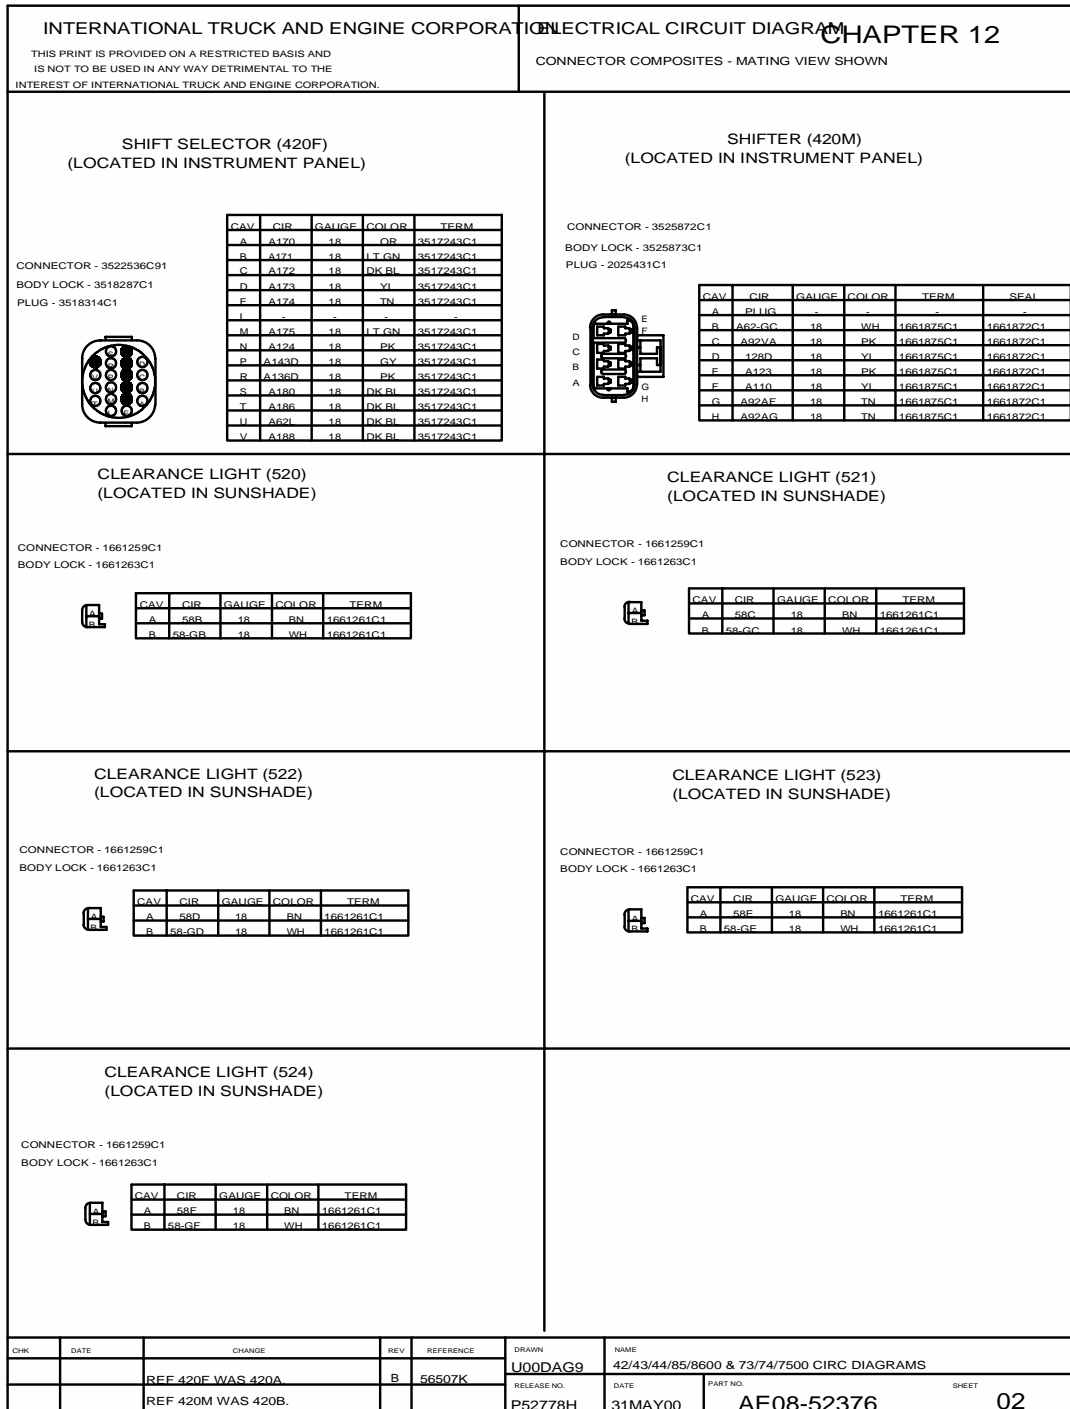 INTERNATIONAL TRUCK AND ENGINE CORPORATION
THIS PRINT IS PROVIDED ON A RESTRICTED BASIS AND
IS NOT TO BE USED IN ANY WAY DETRIMENTAL TO THE
INTEREST OF INTERNATIONAL TRUCK AND ENGINE CORPORATION.
ELECTRICAL CIRCUIT DIAGRAM
CHAPTER 12
CONNECTOR COMPOSITES - MATING VIEW SHOWN
SHIFT SELECTOR (420F)
(LOCATED IN INSTRUMENT PANEL)
CONNECTOR - 3522536C91
BODY LOCK - 3518287C1
PLUG - 3518314C1
CAV CIR GAUGE COLOR TERM
A A170 18 OR 3517243C1
B A171 18 LT GN 3517243C1
C A172 18 DK BL 3517243C1
D A173 18 YL 3517243C1
E A174 18 TN 3517243C1
L - - - -
M A175 18 LT GN 3517243C1
N A124 18 PK 3517243C1
P A143D 18 GY 3517243C1
R A136D 18 PK 3517243C1
S A180 18 DK BL 3517243C1
T A186 18 DK BL 3517243C1
U A62L 18 DK BL 3517243C1
V A188 18 DK BL 3517243C1
SHIFTER (420M)
(LOCATED IN INSTRUMENT PANEL)
CONNECTOR - 3525872C1
BODY LOCK - 3525873C1
PLUG - 2025431C1
D
C
B
A
E
F
G
H
CAV CIR GAUGE COLOR TERM SEAL
A PLUG - - - -
B A62-GC 18 WH 1661875C1 1661872C1
C A92VA 18 PK 1661875C1 1661872C1
D 128D 18 YL 1661875C1 1661872C1
E A123 18 PK 1661875C1 1661872C1
F A110 18 YL 1661875C1 1661872C1
G A92AF 18 TN 1661875C1 1661872C1
H A92AG 18 TN 1661875C1 1661872C1
CLEARANCE LIGHT (520)
(LOCATED IN SUNSHADE)
CONNECTOR - 1661259C1
BODY LOCK - 1661263C1
A
B
CAV CIR GAUGE COLOR TERM
A 58B 18 BN 1661261C1
B 58-GB 18 WH 1661261C1
CLEARANCE LIGHT (521)
(LOCATED IN SUNSHADE)
CONNECTOR - 1661259C1
BODY LOCK - 1661263C1
A
B
CAV CIR GAUGE COLOR TERM
A 58C 18 BN 1661261C1
B 58-GC 18 WH 1661261C1
CLEARANCE LIGHT (522)
(LOCATED IN SUNSHADE)
CONNECTOR - 1661259C1
BODY LOCK - 1661263C1
A
B
CAV CIR GAUGE COLOR TERM
A 58D 18 BN 1661261C1
B 58-GD 18 WH 1661261C1
CLEARANCE LIGHT (523)
(LOCATED IN SUNSHADE)
CONNECTOR - 1661259C1
BODY LOCK - 1661263C1
A
B
CAV CIR GAUGE COLOR TERM
A 58E 18 BN 1661261C1
B 58-GE 18 WH 1661261C1
CLEARANCE LIGHT (524)
(LOCATED IN SUNSHADE)
CONNECTOR - 1661259C1
BODY LOCK - 1661263C1
A
B
CAV CIR GAUGE COLOR TERM
A 58F 18 BN 1661261C1
B 58-GF 18 WH 1661261C1
CHK DATE CHANGE REV REFERENCE
REF 420F WAS 420A. B 56507K
REF 420M WAS 420B.
DRAWN
U00DAG9
NAME
42/43/44/85/8600 & 73/74/7500 CIRC DIAGRAMS
RELEASE NO.
P52778H
DATE
31MAY00
PART NO.
AE08-52376
SHEET
02